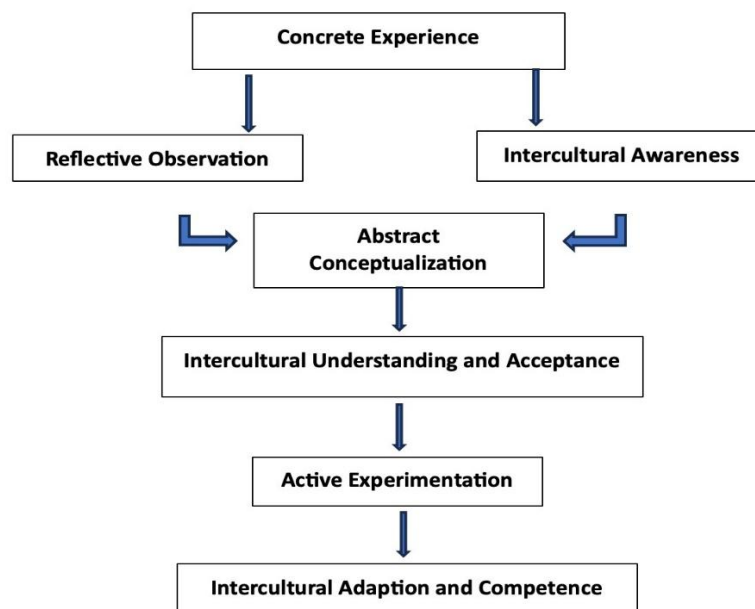 Concrete Experience
Reflective Observation
Intercultural Awareness
Abstract
Conceptualization
Intercultural Understanding and Acceptance
Active Experimentation
Intercultural Adaption and Competence